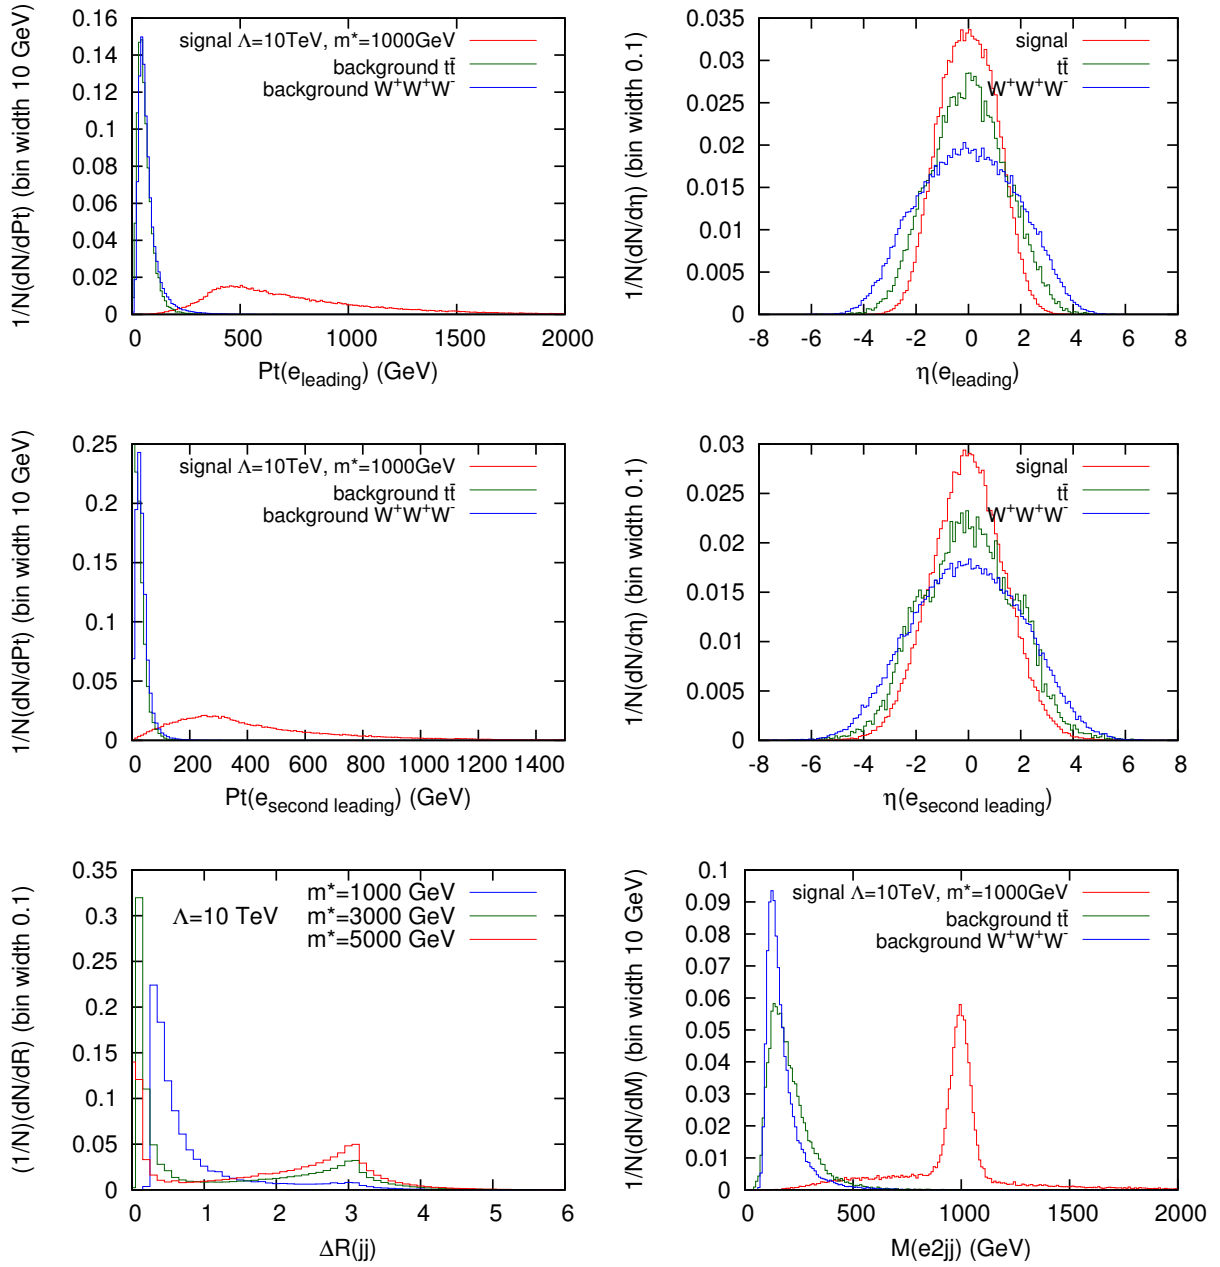 1/N(dN/dPt) (bin width 10 GeV)
0.16
0.14
0.12
0.1
0.08
0.06
0.04
0.02
0
signal Λ=10TeV, m*=1000GeV
background tt̄
background W⁺W⁺W⁻
0 500 1000 1500 2000
Pt(e_leading) (GeV)
1/N(dN/dη) (bin width 0.1)
0.035
0.03
0.025
0.02
0.015
0.01
0.005
0
signal
tt̄
W⁺W⁺W⁻
-8 -6 -4 -2 0 2 4 6 8
η(e_leading)
1/N(dN/dPt) (bin width 10 GeV)
0.25
0.2
0.15
0.1
0.05
0
signal Λ=10TeV, m*=1000GeV
background tt̄
background W⁺W⁺W⁻
0 200 400 600 800 1000 1200 1400
Pt(e_second leading) (GeV)
1/N(dN/dη) (bin width 0.1)
0.03
0.025
0.02
0.015
0.01
0.005
0
signal
tt̄
W⁺W⁺W⁻
-8 -6 -4 -2 0 2 4 6 8
η(e_second leading)
(1/N)(dN/dR) (bin width 0.1)
0.35
0.3
0.25
0.2
0.15
0.1
0.05
0
Λ=10 TeV
m*=1000 GeV
m*=3000 GeV
m*=5000 GeV
0 1 2 3 4 5 6
ΔR(jj)
1/N(dN/dM) (bin width 10 GeV)
0.1
0.09
0.08
0.07
0.06
0.05
0.04
0.03
0.02
0.01
0
signal Λ=10TeV, m*=1000GeV
background tt̄
background W⁺W⁺W⁻
0 500 1000 1500 2000
M(e2jj) (GeV)